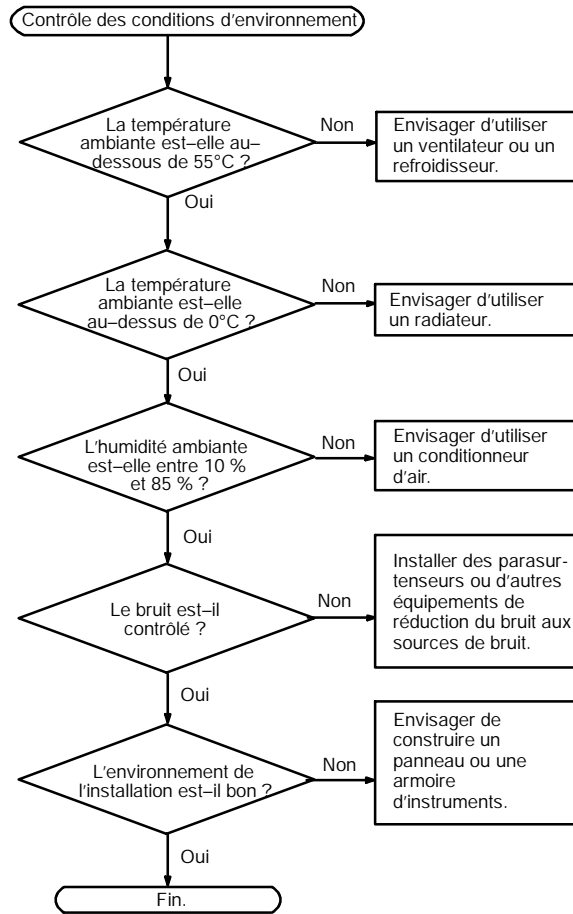 Contrôle des conditions d'environnement
La température
ambiante est–elle au–
dessous de 55°C ?
Non
Envisager d'utiliser
un ventilateur ou un
refroidisseur.
Oui
La température
ambiante est–elle
au–dessus de 0°C ?
Non
Envisager d'utiliser
un radiateur.
Oui
L'humidité ambiante
est–elle entre 10 %
et 85 % ?
Non
Envisager d'utiliser
un conditionneur
d'air.
Oui
Le bruit est–il
contrôlé ?
Non
Installer des parasur-
tenseurs ou d'autres
équipements de
réduction du bruit aux
sources de bruit.
Oui
L'environnement de
l'installation est–il bon ?
Non
Envisager de
construire un
panneau ou une
armoire
d'instruments.
Oui
Fin.